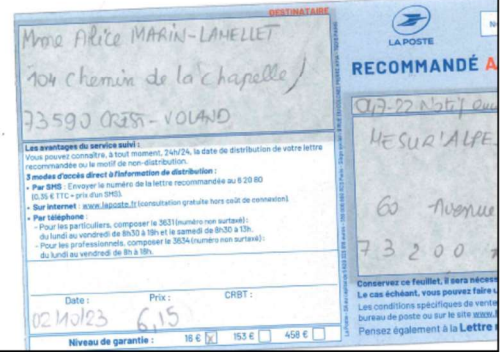 DESTINATAIRE
Mme Alice MARIN-LAMELLET
104 chemin de la chapelle
73590 CREST-VOLAND
Les avantages du service suivi :
Vous pouvez connaître, à tout moment, 24h/24, la date de distribution de votre lettre
recommandée ou le motif de non-distribution.
3 modes d'accès direct à l'information de distribution :
• Par SMS : Envoyer le numéro de la lettre recommandée au 6 20 80
(0,35 € TTC + prix d'un SMS).
• Sur internet : www.laposte.fr (consultation gratuite hors coût de connexion).
• Par téléphone :
- Pour les particuliers, composer le 3631 (numéro non surtaxé) :
du lundi au vendredi de 8h30 à 19h et le samedi de 8h30 à 13h.
- Pour les professionnels, composer le 3634 (numéro non surtaxé) :
du lundi au vendredi de 8h à 18h.
Date : Prix : CRBT :
02/10/23 6,15
Niveau de garantie : 16 € 153 € 458 €
LA POSTE
RECOMMANDÉ A
MESUR'ALPE
60 Avenue
73200
Conservez ce feuillet, il sera nécess
Le cas échéant, vous pouvez faire
Les conditions spécifiques de vente
bureau de poste ou sur le site www.
Pensez également à la Lettre